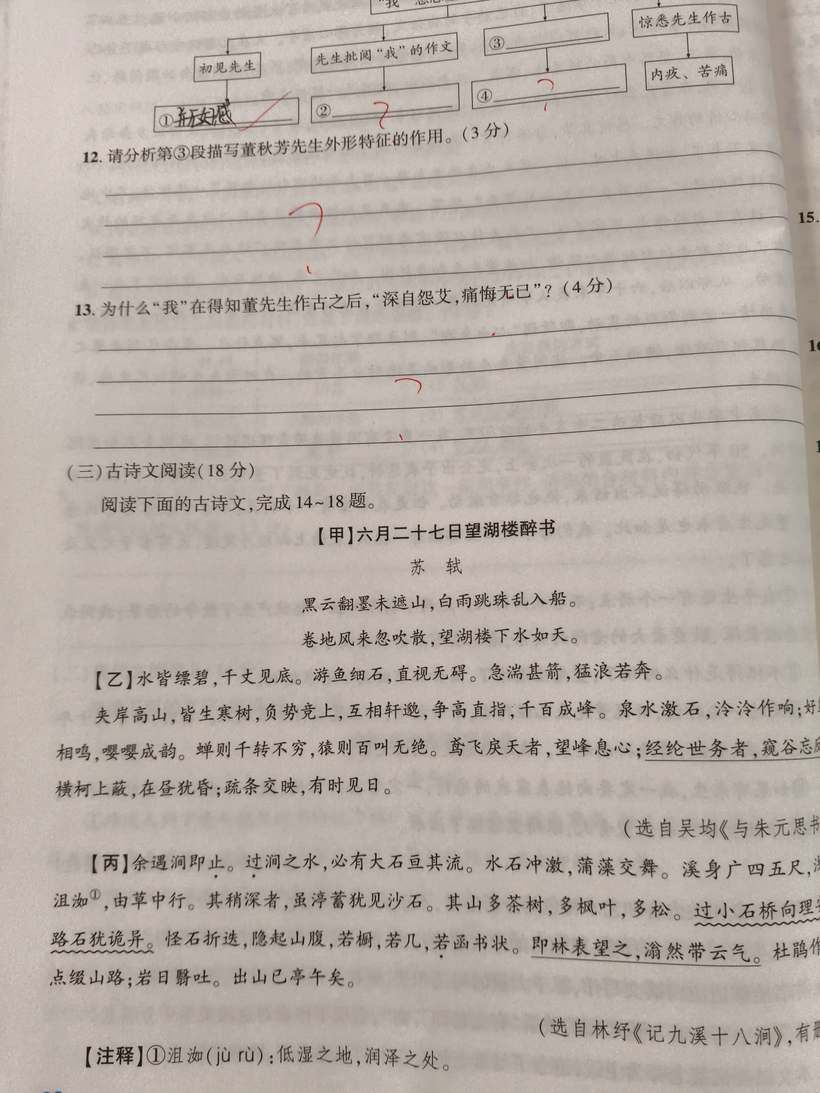 惊悉先生作古
初见先生
先生批阅“我”的作文
③
内疚、苦痛
①并无好感
②
④
12. 请分析第③段描写董秋芳先生外形特征的作用。(3分)
15.
13. 为什么“我”在得知董先生作古之后,“深自怨艾,痛悔无已”?(4分)
(三)古诗文阅读(18分)
阅读下面的古诗文,完成14~18题。
【甲】六月二十七日望湖楼醉书
苏 轼
黑云翻墨未遮山,白雨跳珠乱入船。
卷地风来忽吹散,望湖楼下水如天。
【乙】水皆缥碧,千丈见底。游鱼细石,直视无碍。急湍甚箭,猛浪若奔。
夹岸高山,皆生寒树,负势竞上,互相轩邈,争高直指,千百成峰。泉水激石,泠泠作响;好
相鸣,嘤嘤成韵。蝉则千转不穷,猿则百叫无绝。鸢飞戾天者,望峰息心;经纶世务者,窥谷忘
横柯上蔽,在昼犹昏;疏条交映,有时见日。
(选自吴均《与朱元思书
【丙】余遇涧即止。过涧之水,必有大石亘其流。水石冲激,蒲藻交舞。溪身广四五尺,
沮洳①,由草中行。其稍深者,虽渟蓄犹见沙石。其山多茶树,多枫叶,多松。过小石桥向理
路石犹诡异。怪石折迭,隐起山腹,若橱,若几,若函书状。即林表望之,滃然带云气。杜鹃
点缀山路;岩日翳吐。出山已亭午矣。
(选自林纾《记九溪十八涧》,有
【注释】①沮洳(jù rù):低湿之地,润泽之处。